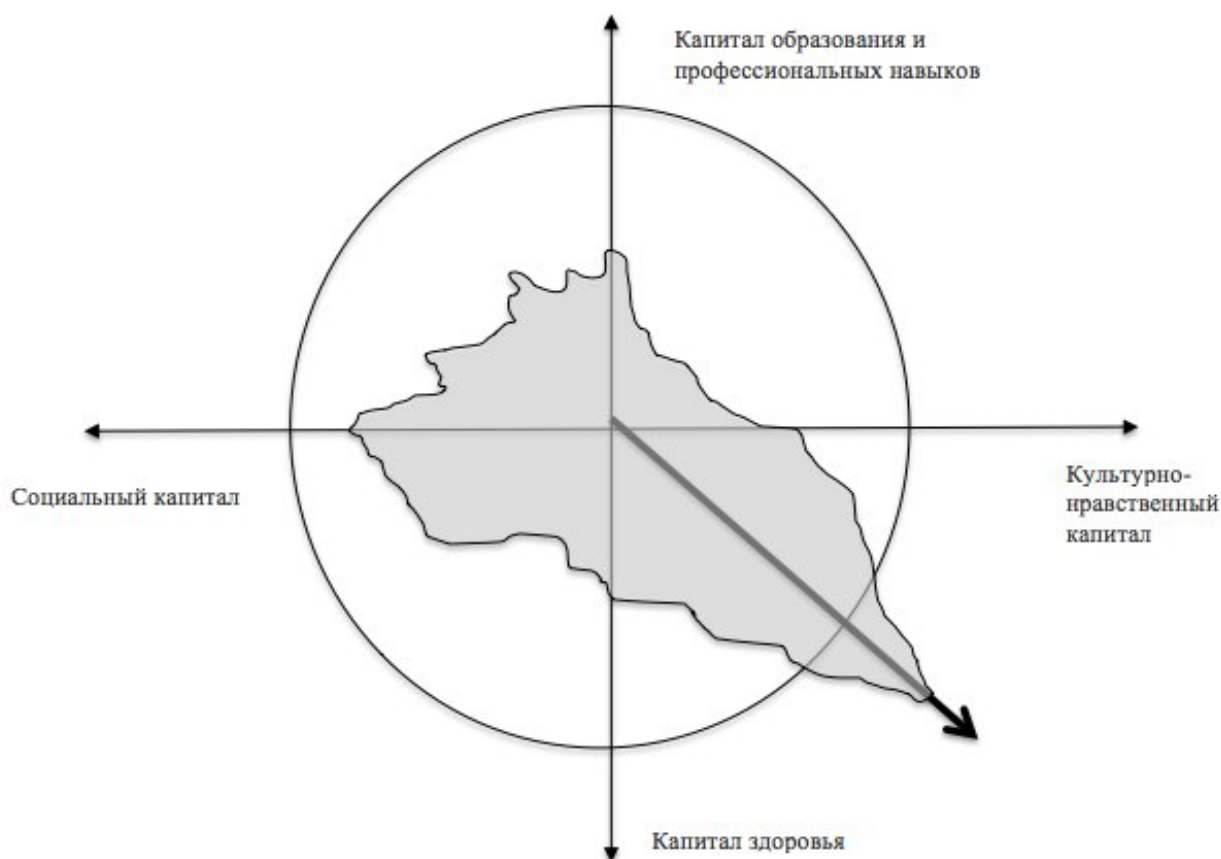 Капитал образования и
профессиональных навыков
Социальный капитал
Культурно-
нравственный
капитал
Капитал здоровья